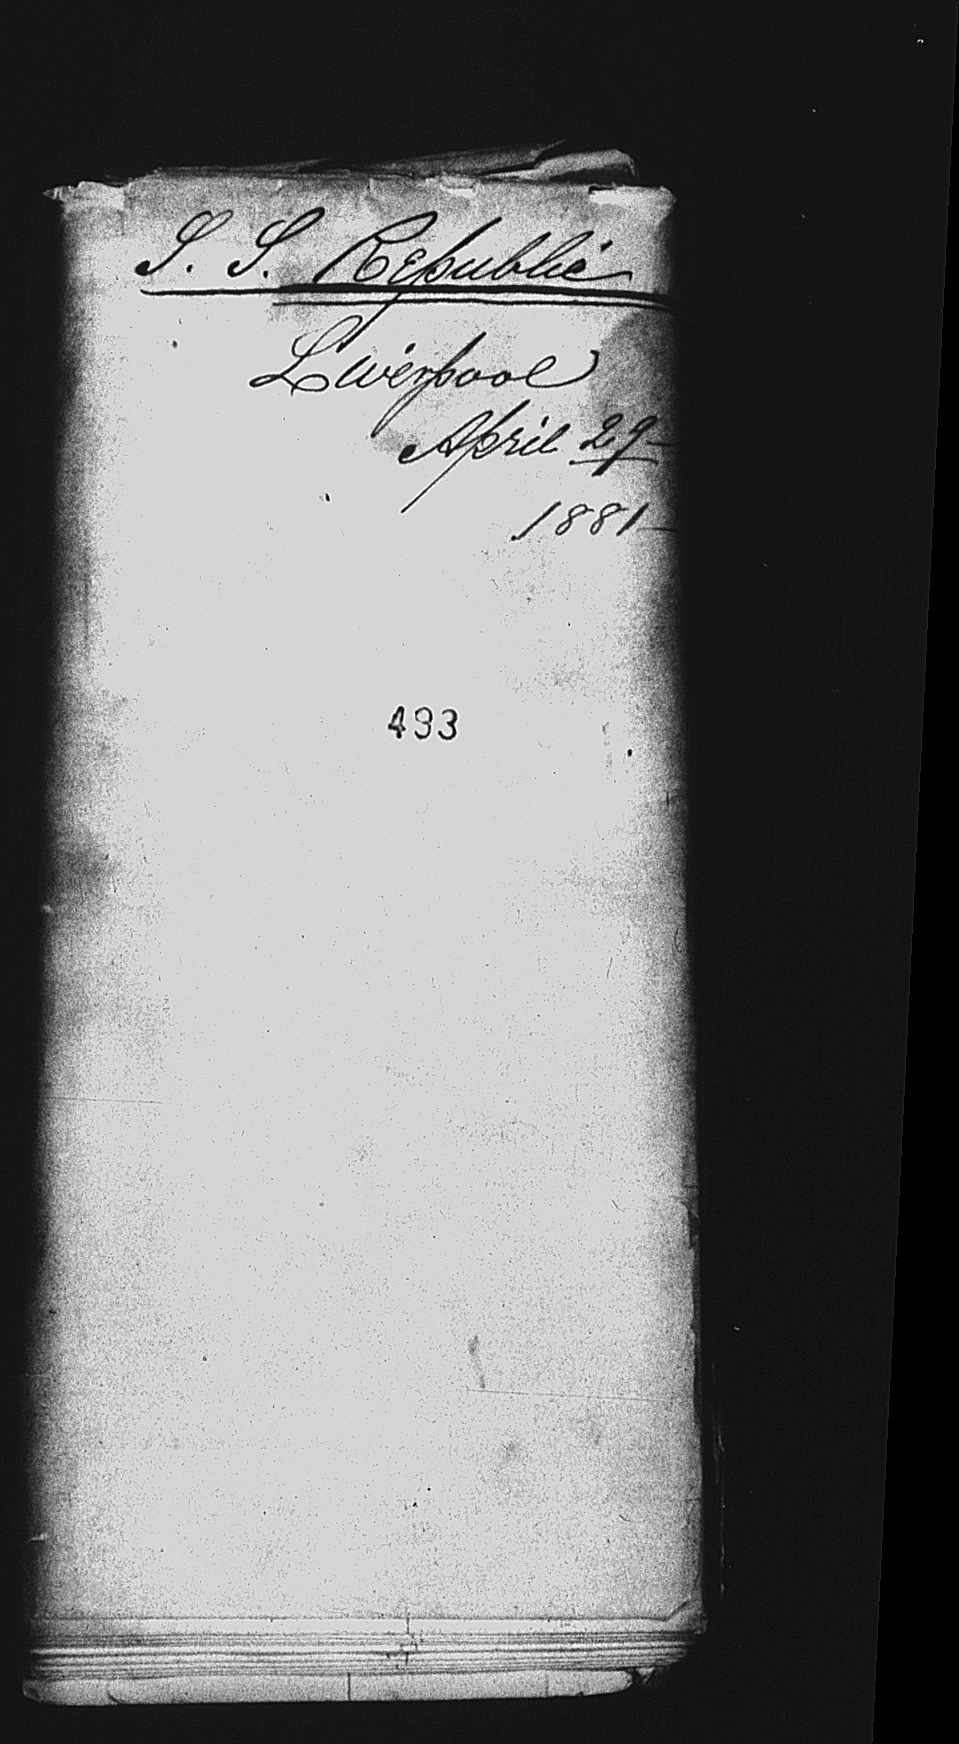 S. S. Republic
Liverpool
April 29
1881
493